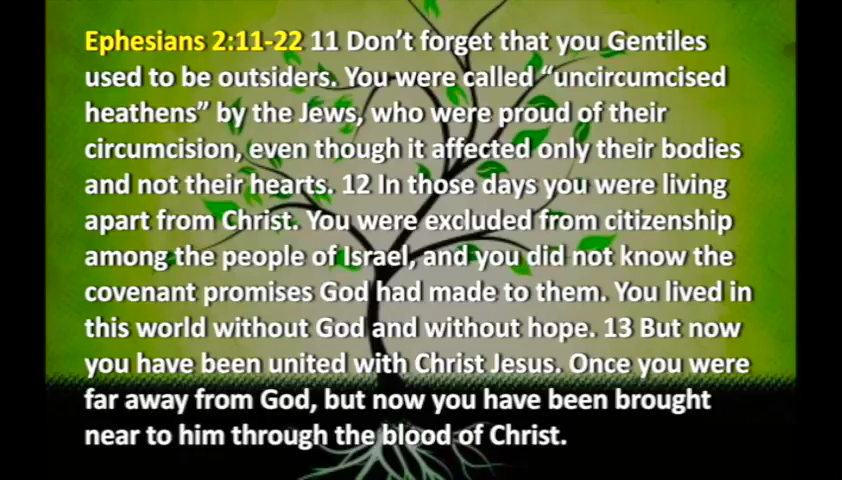 Ephesians 2:11-22 11 Don’t forget that you Gentiles
used to be outsiders. You were called “uncircumcised
heathens” by the Jews, who were proud of their
circumcision, even though it affected only their bodies
and not their hearts. 12 In those days you were living
apart from Christ. You were excluded from citizenship
among the people of Israel, and you did not know the
covenant promises God had made to them. You lived in
this world without God and without hope. 13 But now
you have been united with Christ Jesus. Once you were
far away from God, but now you have been brought
near to him through the blood of Christ.